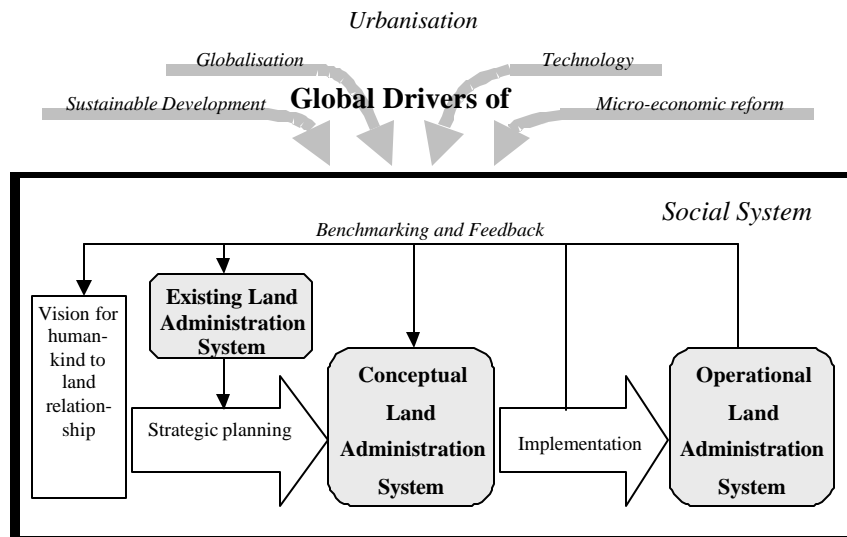 Urbanisation
Globalisation
Technology
Sustainable Development
Global Drivers of
Micro-economic reform
Social System
Benchmarking and Feedback
Vision for
human-
kind to
land
relation-
ship
Existing Land
Administration
System
Strategic planning
Conceptual
Land
Administration
System
Implementation
Operational
Land
Administration
System